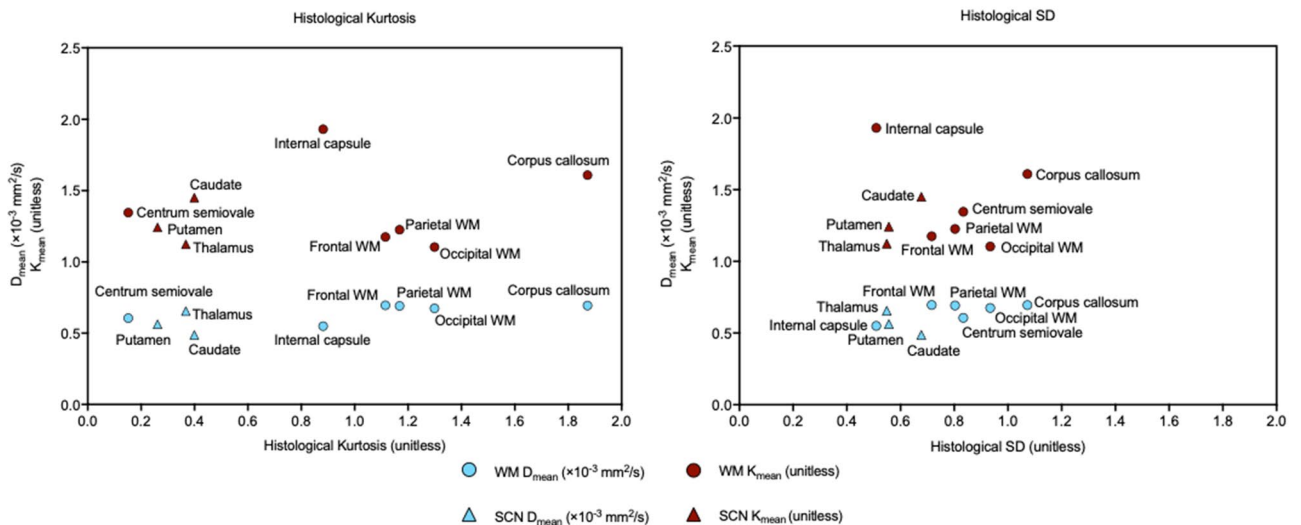 Histological Kurtosis
2.5
2.0
1.5
1.0
0.5
0.0
0.0 0.2 0.4 0.6 0.8 1.0 1.2 1.4 1.6 1.8 2.0
D_mean (×10⁻³ mm²/s)
K_mean (unitless)
Histological Kurtosis (unitless)
Internal capsule
Corpus callosum
Caudate
Centrum semiovale
Putamen
Thalamus
Parietal WM
Frontal WM
Occipital WM
Centrum semiovale
Thalamus
Putamen
Caudate
Internal capsule
Frontal WM
Parietal WM
Occipital WM
Corpus callosum
Histological SD
2.5
2.0
1.5
1.0
0.5
0.0
0.0 0.2 0.4 0.6 0.8 1.0 1.2 1.4 1.6 1.8 2.0
D_mean (×10⁻³ mm²/s)
K_mean (unitless)
Histological SD (unitless)
Internal capsule
Corpus callosum
Caudate
Centrum semiovale
Putamen
Parietal WM
Thalamus
Frontal WM
Occipital WM
Thalamus
Frontal WM
Parietal WM
Corpus callosum
Internal capsule
Occipital WM
Putamen
Centrum semiovale
Caudate
WM D_mean (×10⁻³ mm²/s)
WM K_mean (unitless)
SCN D_mean (×10⁻³ mm²/s)
SCN K_mean (unitless)